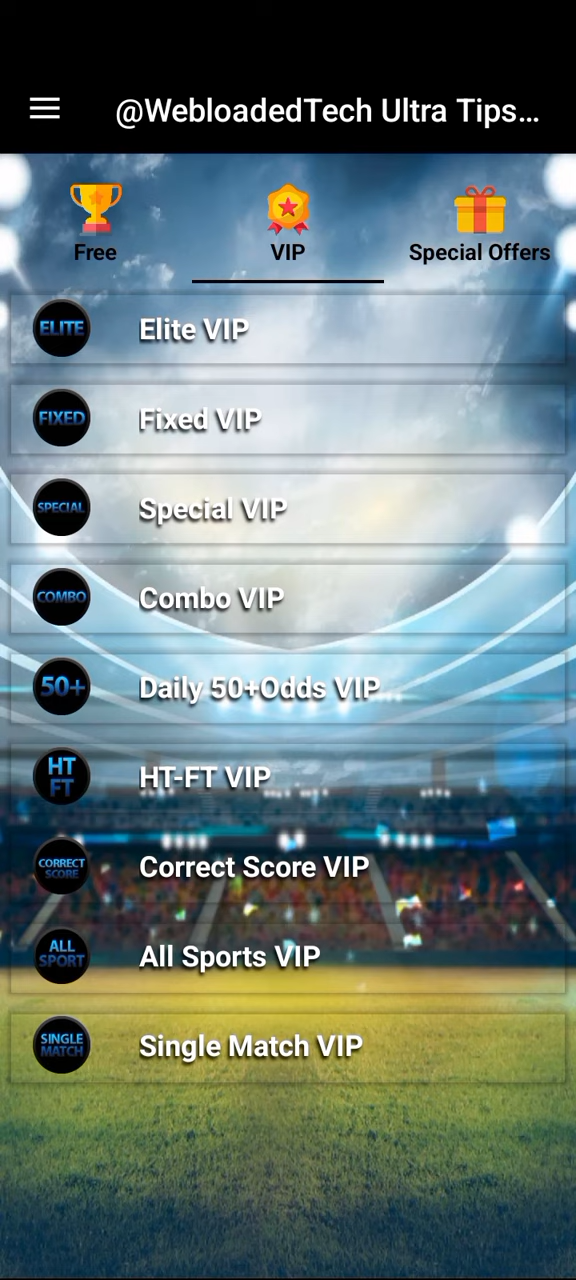 @WebloadedTech Ultra Tips…
Free
VIP
Special Offers
ELITE
Elite VIP
FIXED
Fixed VIP
SPECIAL
Special VIP
COMBO
Combo VIP
50+
Daily 50+Odds VIP
HT
FT
HT-FT VIP
CORRECT
SCORE
Correct Score VIP
ALL
SPORT
All Sports VIP
SINGLE
MATCH
Single Match VIP